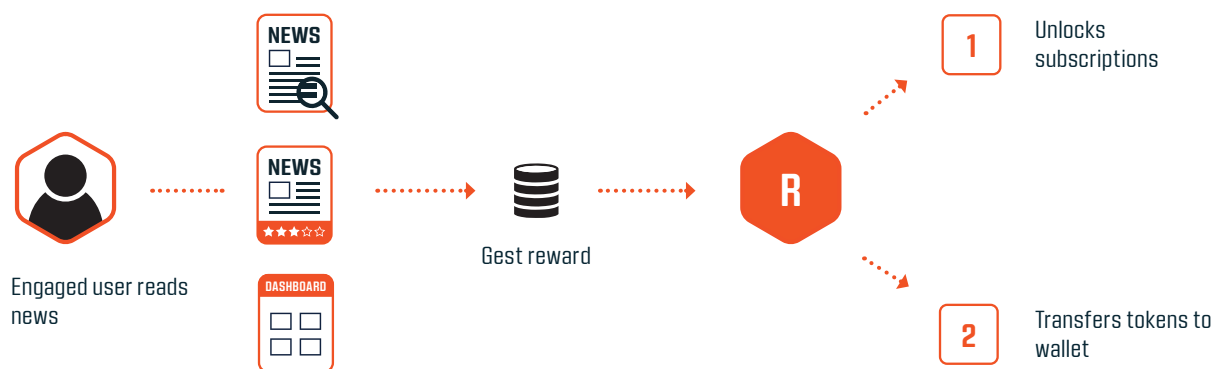 NEWS
NEWS
DASHBOARD
Engaged user reads
news
Gest reward
R
1
Unlocks
subscriptions
2
Transfers tokens to
wallet